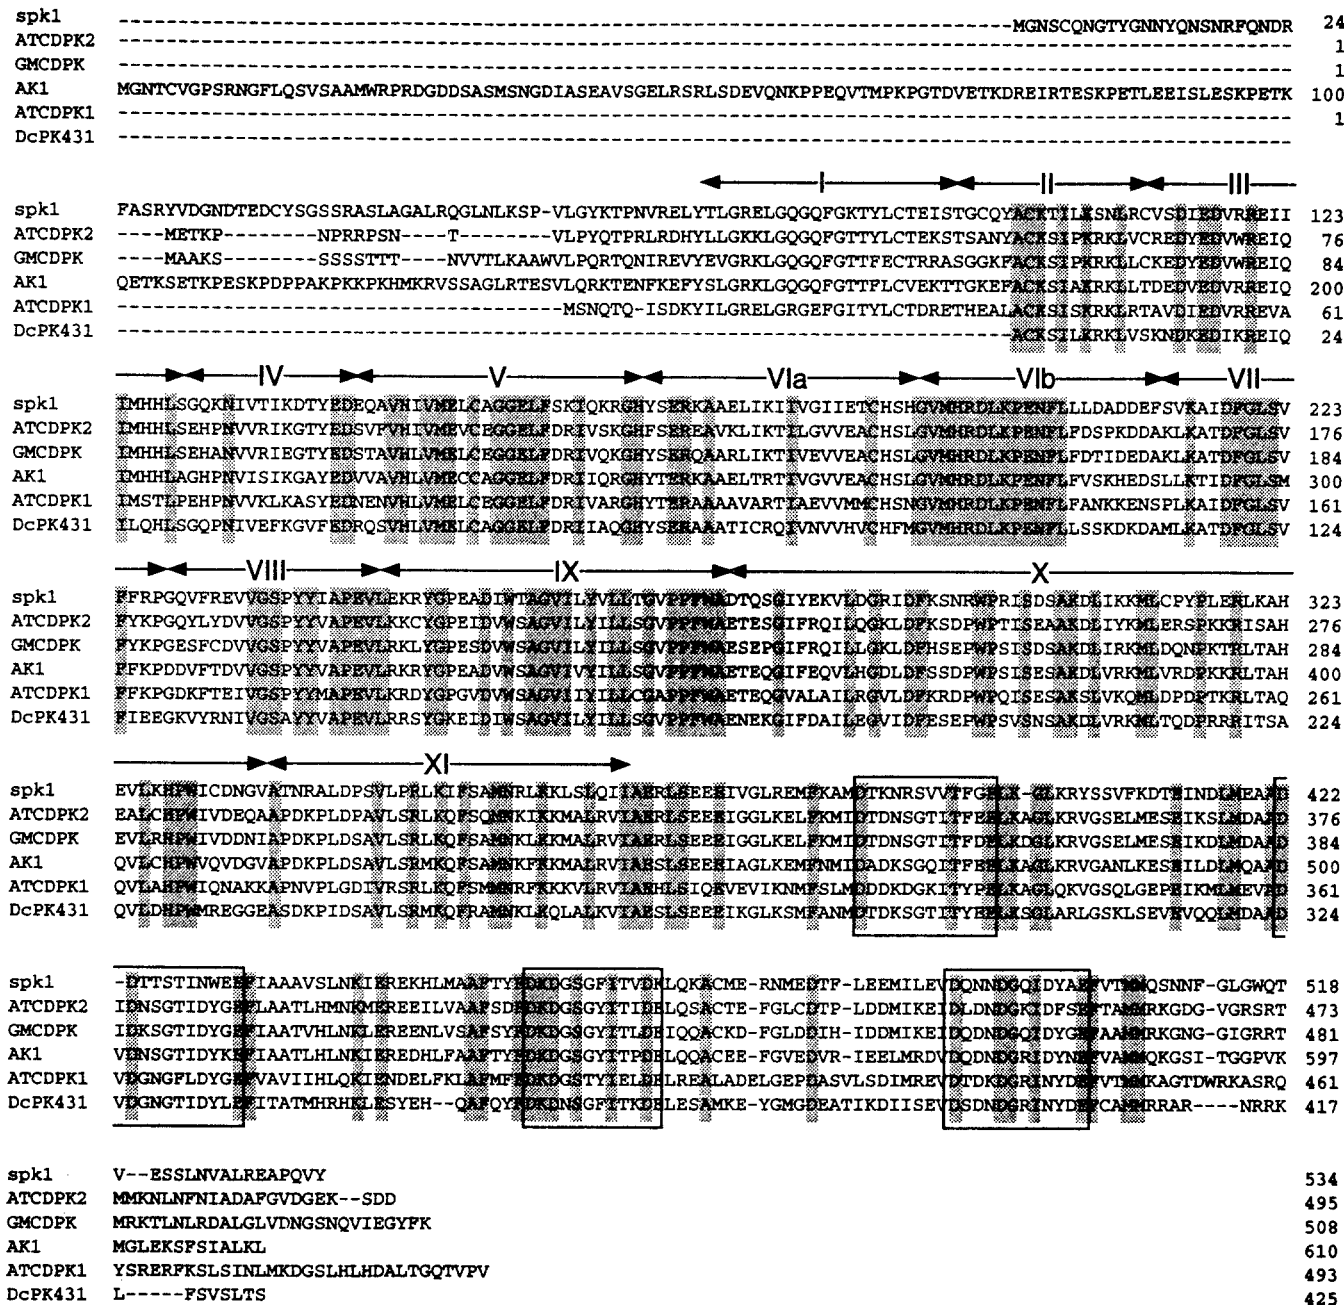 spk1 ------------------------------------------------------------------------------MGNSCQNGTYGNNYQNSNRFQNDR 24
ATCDPK2 ---------------------------------------------------------------------------------------------------- 1
GMCDPK ---------------------------------------------------------------------------------------------------- 1
AK1 MGNTCVGPSRNGFLQSVSAAMWRPRDGDDSASMSNGDIASEAVSGELRSRLSDEVQNKPPEQVTMPKPGTDVETKDREIRTESKPETLEEISLESKPETK 100
ATCDPK1 ---------------------------------------------------------------------------------------------------- 1
DcPK431 ----------------------------------------------------------------------------------------------------
I II III
spk1 FASRYVDGNDTEDCYSGSSRASLAGALRQGLNLKSP-VLGYKTPNVRELYTLGRELGQGQFGKTYLCTEISTGCQYACKTILKSNLRCVSDIEDVRREII 123
ATCDPK2 ----METKP--------NPRRPSN----T-------VLPYQTPRLRDHYLLGKKLGQGQFGTTYLCTEKSTSANYACKSIPKRKLVCREDYEDVWREIQ 76
GMCDPK ----MAAKS--------SSSSTTT----NVVTLKAAWVLPQRTQNIREVYEVGRKLGQGQFGTTFECTRRASGGKFACKSIPKRKLLCKEDYEDVWREIQ 84
AK1 QETKSETKPESKPDPPAKPKKPKHMKRVSSAGLRTESVLQRKTENFKEFYSLGRKLGQGQFGTTFLCVEKTTGKEFACKSIAKRKLLTDEDVEDVRREIQ 200
ATCDPK1 --------------------------------------MSNQTQ-ISDKYILGRELGRGEFGITYLCTDRETHEALACKSISKRKLRTAVDIEDVRREVA 61
DcPK431 ----------------------------------------------------------------------------ACKSILKRKLVSKNDKEDIKREIQ 24
IV V VIa VIb VII
spk1 IMHHLSGQKNIVTIKDTYEDEQAVHIVMELCAGGELFSKIQKRGHYSERKAAELIKIIVGIIETCHSHGVMHRDLKPENFLLLDADDEFSVKAIDFGLSV 223
ATCDPK2 IMHHLSEHPNVVRIKGTYEDSVFVHIVMEVCEGGELFDRIVSKGHFSEREAVKLIKTILGVVEACHSLGVMHRDLKPENFLFDSPKDDAKLKATDFGLSV 176
GMCDPK IMHHLSEHANVVRIEGTYEDSTAVHLVMELCEGGELFDRIVQKGHYSERQAARLIKTIVEVVEACHSLGVMHRDLKPENFLFDTIDEDAKLKATDFGLSV 184
AK1 IMHHLAGHPNVISIKGAYEDVVAVHLVMECCAGGELFDRIIQRGHYTERKAAELTRTIVGVVEACHSLGVMHRDLKPENFLFVSKHEDSLLKTIDFGLSM 300
ATCDPK1 IMSTLPEHPNVVKLKASYEDNENVHLVMELCEGGELFDRIVARGHYTERAAAAVARTIAEVVMMCHSNGVMHRDLKPENFLFANKKENSPLKAIDFGLSV 161
DcPK431 ILQHLSGQPNIVEFKGVFEDRQSVHLVMELCAGGELFDRIIAQGHYSERAAATICRQIVNVVHVCHFMGVMHRDLKPENFLLSSKDKDAMLKATDFGLSV 124
VIII IX X
spk1 FFRPGQVFREVVGSPYYIAPEVLEKRYGPEADIWTAGVILYVLLTGVPPFWADTQSGIYEKVLDGRIDFKSNRWPRISDSAKDLIKKMLCPYPLERLKAH 323
ATCDPK2 FYKPGQYLYDVVGSPYYVAPEVLKKCYGPEIDVWSAGVILYILLSGVPPFWAETESGIFRQILQGKLDFKSDPWPTISEAAKDLIYKMLERSPKKRISAH 276
GMCDPK FYKPGESFCDVVGSPYYVAPEVLRKLYGPESDVWSAGVILYILLSGVPPFWAESEPGIFRQILLGKLDFHSEPWPSISDSAKDLIRKMLDQNPKTRLTAH 284
AK1 FFKPDDVFTDVVGSPYYVAPEVLRKRYGPEADVWSAGVIVYILLSGVPPFWAETEQGIFEQVLHGDLDFSSDPWPSISESAKDLVRKMLVRDPKKRLTAH 400
ATCDPK1 FFKPGDKFTEIVGSPYYMAPEVLKRDYGPGVDVWSAGVIIYILLCGAPPFWAETEQGVALAILRGVLDFKRDPWPQISESAKSLVKQMLDPDPTKRLTAQ 261
DcPK431 FIEEGKVYRNIVGSAYYVAPEVLRRSYGKEIDIWSAGVILYILLSGVPPFWAENEKGIFDAILEGVIDFESEPWPSVSNSAKDLVRKMLTQDPRRRITSA 224
XI
spk1 EVLKHPWICDNGVATNRALDPSVLPRLKIFSAMNRLKKLSLQIIAERLSEEEIVGLREMFKAMDTKNRSVVTFGELK-GLKRYSSVFKDTEINDLMEAAD 422
ATCDPK2 EALCHPWIVDEQAAPDKPLDPAVLSRLKQFSQMNKIKKMALRVIAERLSEEEIGGLKELFKMIDTDNSGTITFEELKAGLKRVGSELMESEIKSLMDAAD 376
GMCDPK EVLRHPWIVDDNIAPDKPLDSAVLSRLKQFSAMNKLKKMALRVIAERLSEEEIGGLKELFKMIDTDNSGTITFDELKDGLKRVGSELMESEIKDLMDAAD 384
AK1 QVLCHPWVQVDGVAPDKPLDSAVLSRMKQFSAMNKFKKMALRVIAESLSEEEIAGLKEMFNMIDADKSGQITFEELKAGLKRVGANLKESEILDLMQAAD 500
ATCDPK1 QVLAHPWIQNAKKAPNVPLGDIVRSRLKQFSMMNRFKKKVLRVIAEHLSIQEVEVIKNMFSLMDDDKDGKITYPELKAGLQKVGSQLGEPEIKMLMEVAD 361
DcPK431 QVLDHPWMREGGEASDKPIDSAVLSRMKQFRAMNKLKQLALKVIAESLSEEEIKGLKSMFANMDTDKSGTITYEELKSGLARLGSKLSEVEVQQLMDAAD 324
spk1 -DTTSTINWEEFIAAAVSLNKIEREKHLMAAFTYFDKDGSGFITVDKLQKACME-RNMEDTF-LEEMILEVDQNNDGQIDYAEFVTMMQSNNF-GLGWQT 518
ATCDPK2 IDNSGTIDYGEFLAATLHMNKMEREEILVAAFSDFDKDGSGYITIDELQSACTE-FGLCDTP-LDDMIKEIDLDNDGKIDFSEFTAMMRKGDG-VGRSRT 473
GMCDPK IDKSGTIDYGEFIAATVHLNKLEREENLVSAFSYFDKDGSGYITLDEIQQACKD-FGLDDIH-IDDMIKEIDQDNDGQIDYGEFAAMMRKGNG-GIGRRT 481
AK1 VDNSGTIDYKEFIAATLHLNKIEREDHLFAAFTYFDKDGSGYITPDELQQACEE-FGVEDVR-IEELMRDVDQDNDGRIDYNEFVAMMQKGSI-TGGPVK 597
ATCDPK1 VDGNGFLDYGEFVAVIIHLQKIENDELFKLAFMFFDKDGSTYIELDELREALADELGEPDASVLSDIMREVDTDKDGRINYDEFVTMMKAGTDWRKASRQ 461
DcPK431 VDGNGTIDYLEFITATMHRHKLESYEH--QAFQYFDKDNSGFITKDELESAMKE-YGMGDEATIKDIISEVDSDNDGRINYDEFCAMMRRAR----NRRK 417
spk1 V--ESSLNVALREAPQVY 534
ATCDPK2 MMKNLNFNIADAFGVDGEK--SDD 495
GMCDPK MRKTLNLRDALGLVDNGSNQVIEGYFK 508
AK1 MGLEKSFSIALKL 610
ATCDPK1 YSRERFKSLSINLMKDGSLHLHDALTGQTVPV 493
DcPK431 L-----FSVSLTS 425